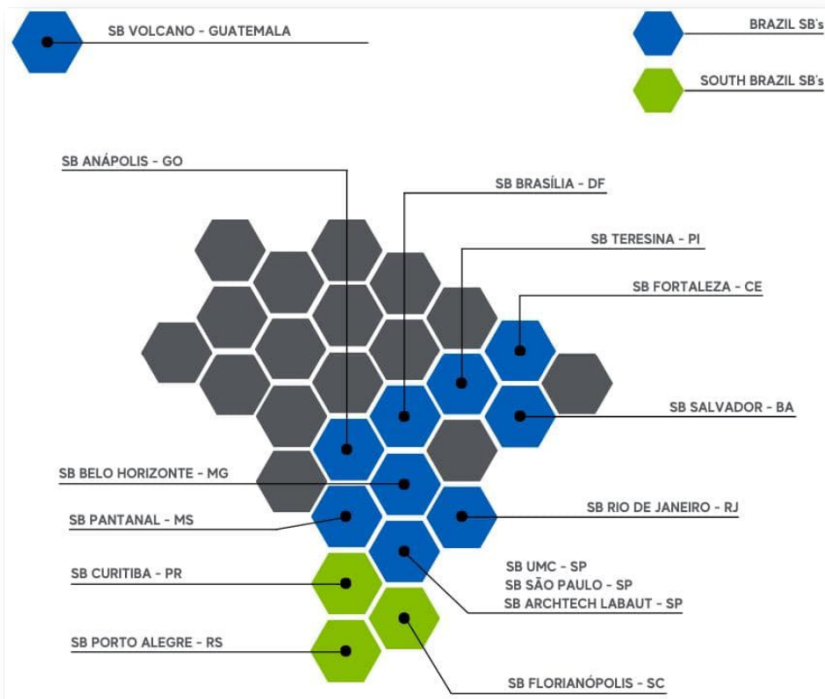 SB VOLCANO - GUATEMALA
BRAZIL SB's
SOUTH BRAZIL SB's
SB ANÁPOLIS - GO
SB BRASÍLIA - DF
SB TERESINA - PI
SB FORTALEZA - CE
SB SALVADOR - BA
SB BELO HORIZONTE - MG
SB RIO DE JANEIRO - RJ
SB PANTANAL - MS
SB UMC - SP
SB SÃO PAULO - SP
SB ARCHTECH LABAUT - SP
SB CURITIBA - PR
SB PORTO ALEGRE - RS
SB FLORIANÓPOLIS - SC